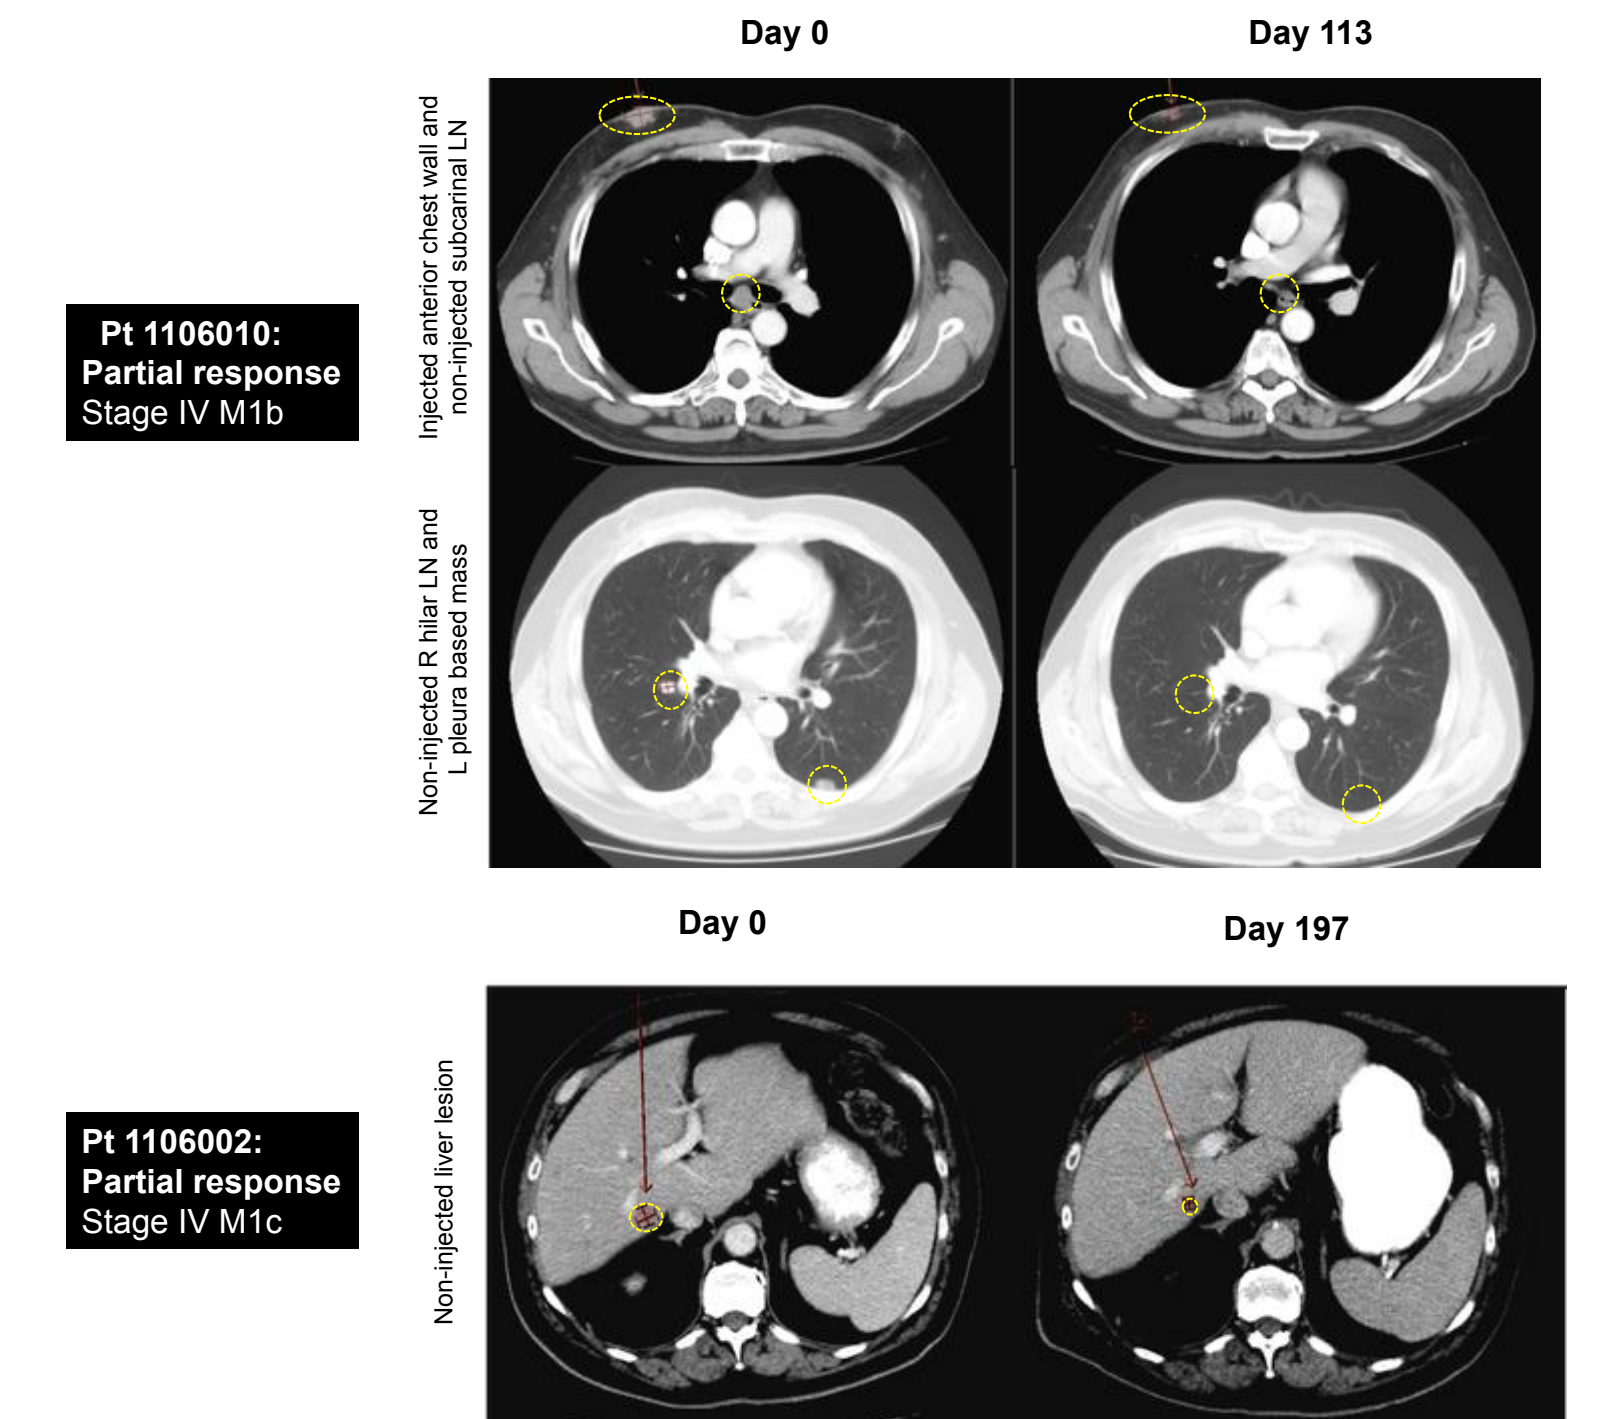 Day 0
Day 113
Injected anterior chest wall and
non-injected subcarinal LN
Pt 1106010:
Partial response
Stage IV M1b
Non-injected R hilar LN and
L pleura based mass
Day 0
Day 197
Pt 1106002:
Partial response
Stage IV M1c
Non-injected liver lesion